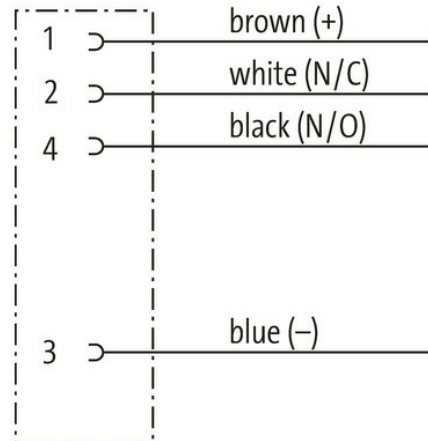 1 brown (+)
2 white (N/C)
4 black (N/O)
3 blue (–)